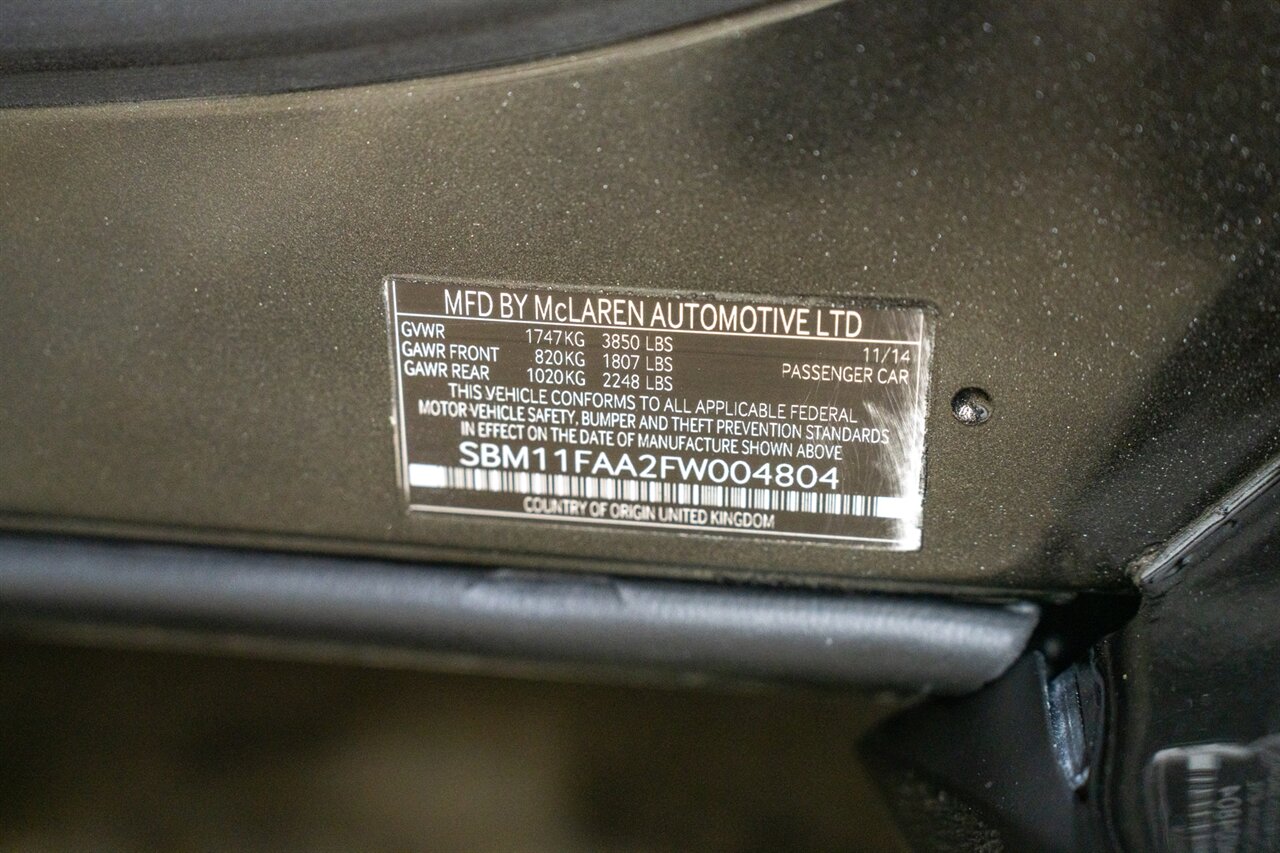 MFD BY McLAREN AUTOMOTIVE LTD
GVWR 1747KG 3850 LBS 11/14
GAWR FRONT 820KG 1807 LBS PASSENGER CAR
GAWR REAR 1020KG 2248 LBS
THIS VEHICLE CONFORMS TO ALL APPLICABLE FEDERAL
MOTOR VEHICLE SAFETY, BUMPER AND THEFT PREVENTION STANDARDS
IN EFFECT ON THE DATE OF MANUFACTURE SHOWN ABOVE
SBM11FAA2FW004804
COUNTRY OF ORIGIN UNITED KINGDOM